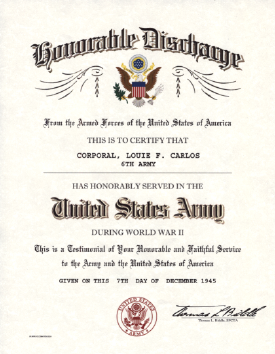 Honorable Discharge
From the Armed Forces of the United States of America
THIS IS TO CERTIFY THAT
CORPORAL, LOUIE F. CARLOS
6TH ARMY
HAS HONORABLY SERVED IN THE
United States Army
DURING WORLD WAR II
This is a Testimonial of Your Honorable and Faithful Service
to the Army and the United States of America
GIVEN ON THIS 7TH DAY OF DECEMBER 1945